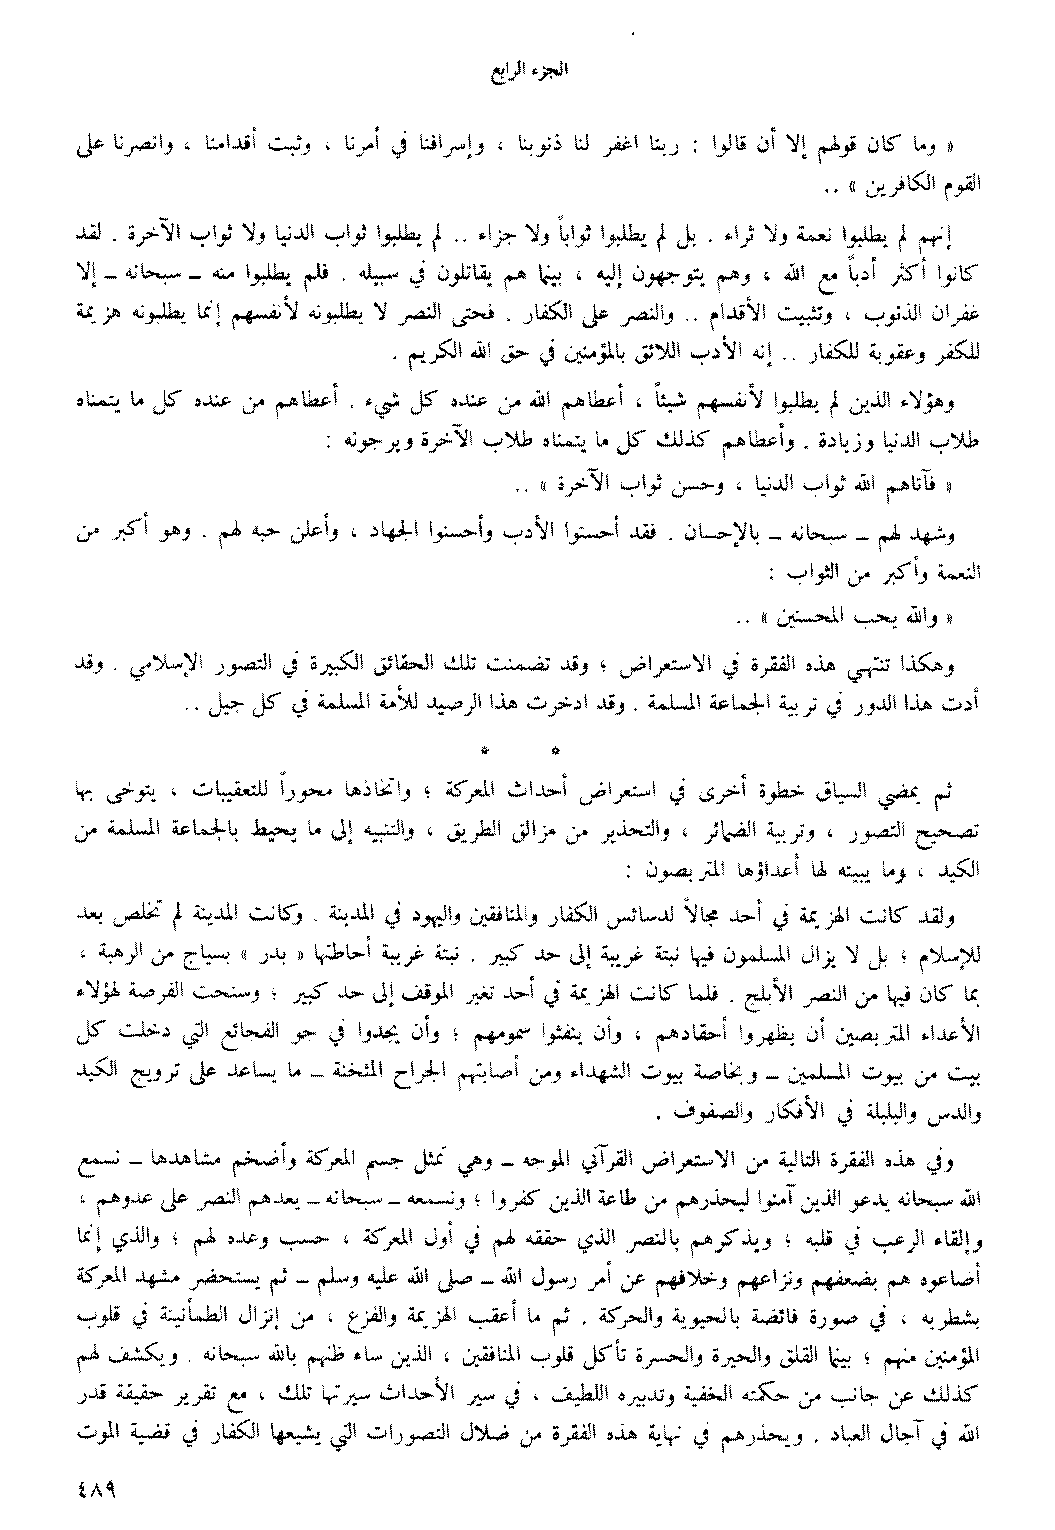 الجزء الرابع
« وما كان قولهم إلا أن قالوا : ربنا اغفر لنا ذنوبنا ، وإسرافنا في أمرنا ، وثبت أقدامنا ، وانصرنا على
القوم الكافرين » ..
إنهم لم يطلبوا نعمة ولا ثراء . بل لم يطلبوا ثواباً ولا جزاء .. لم يطلبوا ثواب الدنيا ولا ثواب الآخرة . لقد
كانوا أكثر أدباً مع الله ، وهم يتوجهون إليه ، بينما هم يقاتلون في سبيله . فلم يطلبوا منه – سبحانه – إلا
غفران الذنوب ، وتثبيت الأقدام .. والنصر على الكفار . فحتى النصر لا يطلبونه لأنفسهم إنما يطلبونه هزيمة
للكفر وعقوبة للكفار .. إنه الأدب اللائق بالمؤمنين في حق الله الكريم .
وهؤلاء الذين لم يطلبوا لأنفسهم شيئاً ، أعطاهم الله من عنده كل شيء . أعطاهم من عنده كل ما يتمناه
طلاب الدنيا وزيادة . وأعطاهم كذلك كل ما يتمناه طلاب الآخرة ويرجونه :
« فآتاهم الله ثواب الدنيا ، وحسن ثواب الآخرة » ..
وشهد لهم – سبحانه – بالإحسان . فقد أحسنوا الأدب وأحسنوا الجهاد ، وأعلن حبه لهم . وهو أكبر من
النعمة وأكبر من الثواب :
« والله يحب المحسنين » ..
وهكذا تنتهي هذه الفقرة في الاستعراض ؛ وقد تضمنت تلك الحقائق الكبيرة في التصور الإسلامي . وقد
أدت هذا الدور في تربية الجماعة المسلمة . وقد ادخرت هذا الرصيد للأمة المسلمة في كل جيل ..
* *
ثم يمضي السياق خطوة أخرى في استعراض أحداث المعركة ؛ واتخاذها محوراً للتعقيبات ، يتوخى بها
تصحيح التصور ، وتربية الضمائر ، والتحذير من مزالق الطريق ، والتنبيه إلى ما يحيط بالجماعة المسلمة من
الكيد ، وما يبيته لها أعداؤها المتربصون :
ولقد كانت الهزيمة في أحد مجالاً لدسائس الكفار والمنافقين واليهود في المدينة . وكانت المدينة لم تخلص بعد
للإسلام ؛ بل لا يزال المسلمون فيها نبتة غريبة إلى حد كبير . نبتة غريبة أحاطتها « بدر » بسياج من الرهبة ،
بما كان فيها من النصر الأبلج . فلما كانت الهزيمة في أحد تغير الموقف إلى حد كبير ؛ وسنحت الفرصة لهؤلاء
الأعداء المتربصين أن يظهروا أحقادهم ، وأن ينفثوا سمومهم ؛ وأن يجدوا في جو الفجائع التي دخلت كل
بيت من بيوت المسلمين – وبخاصة بيوت الشهداء ومن أصابتهم الجراح المثخنة – ما يساعد على ترويج الكيد
والدس والبلبلة في الأفكار والصفوف .
وفي هذه الفقرة التالية من الاستعراض القرآني الموجه – وهي تمثل جسم المعركة وأضخم مشاهدها – نسمع
الله سبحانه يدعو الذين آمنوا ليحذرهم من طاعة الذين كفروا ؛ ونسمعه – سبحانه – يعدهم النصر على عدوهم ،
وإلقاء الرعب في قلبه ؛ ويذكرهم بالنصر الذي حققه لهم في أول المعركة ، حسب وعده لهم ؛ والذي إنما
أضاعوه هم بضعفهم ونزاعهم وخلافهم عن أمر رسول الله – صلى الله عليه وسلم – ثم يستحضر مشهد المعركة
بشطريه ، في صورة فائضة بالحيوية والحركة . ثم ما أعقب الهزيمة والفزع ، من إنزال الطمأنينة في قلوب
المؤمنين منهم ؛ بينما القلق والحيرة والحسرة تأكل قلوب المنافقين ، الذين ساء ظنهم بالله سبحانه . ويكشف لهم
كذلك عن جانب من حكمته الخفية وتدبيره اللطيف ، في سير الأحداث سيرتها تلك ، مع تقرير حقيقة قدر
الله في آجال العباد . ويحذرهم في نهاية هذه الفقرة من ضلال التصورات التي يشيعها الكفار في قضية الموت
٤٨٩